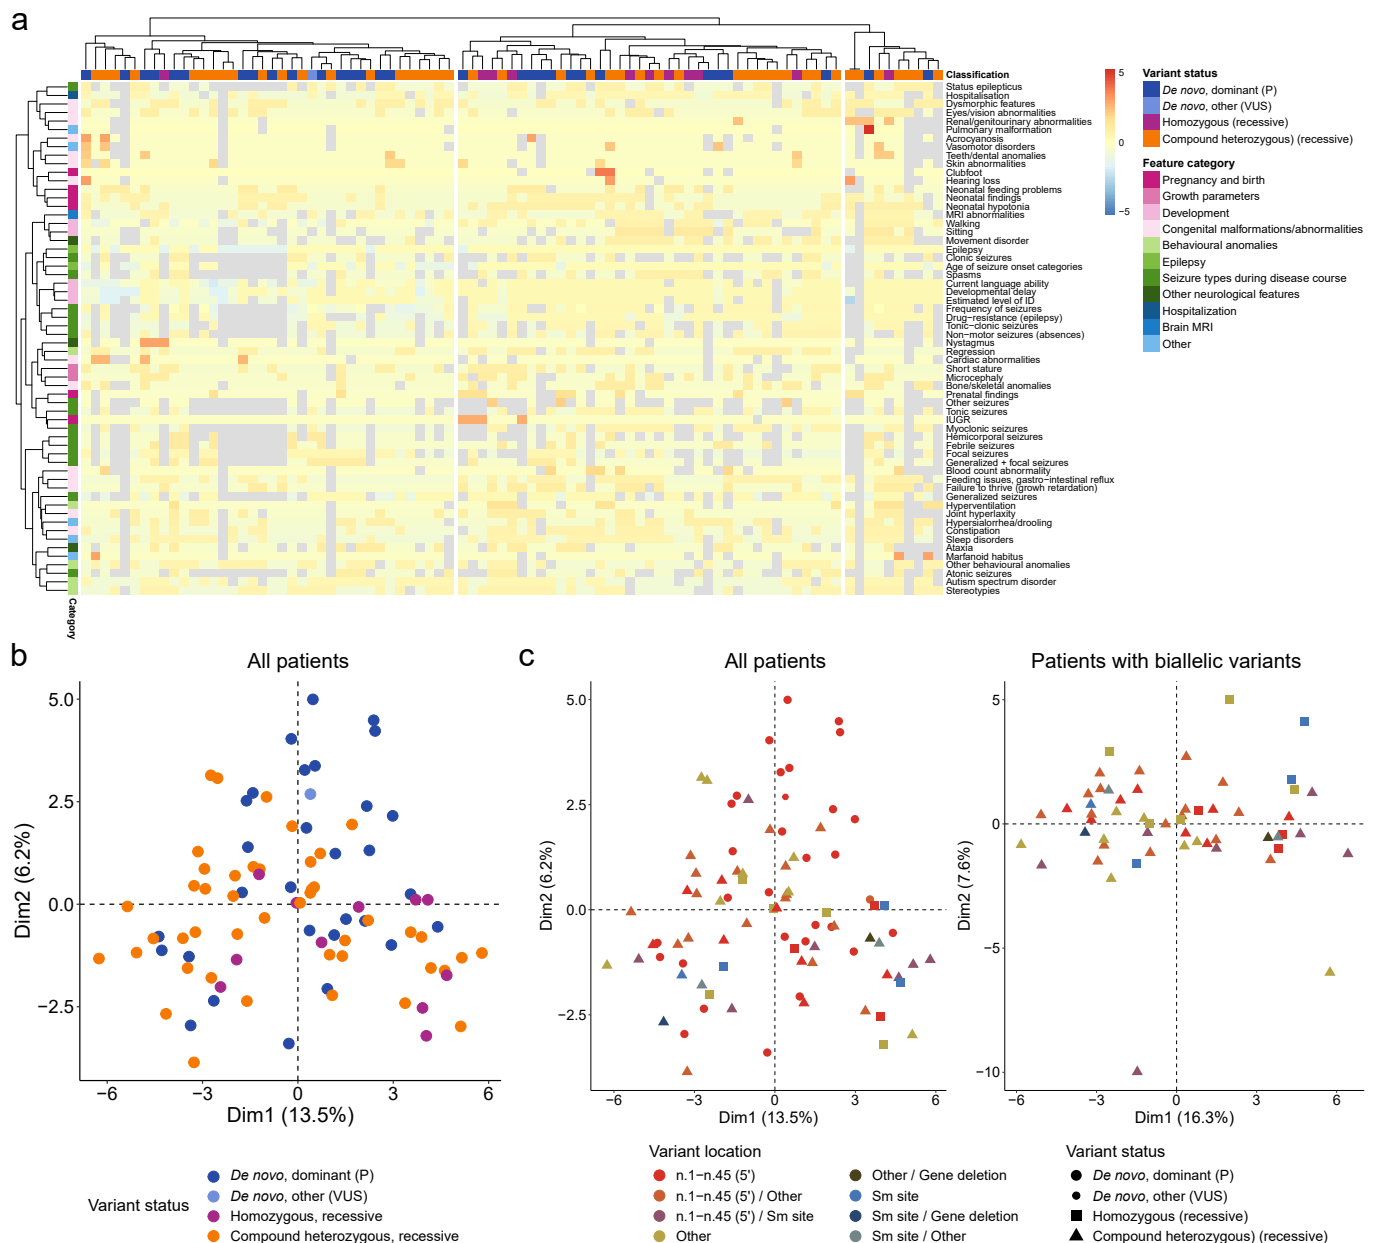 a
Classification
Status epilepticus
Hospitalisation
Dysmorphic features
Eyes/vision abnormalities
Renal/genitourinary abnormalities
Pulmonary malformation
Acrocyanosis
Vasomotor disorders
Teeth/dental anomalies
Skin abnormalities
Clubfoot
Hearing loss
Neonatal feeding problems
Neonatal findings
Neonatal hypotonia
MRI abnormalities
Walking
Sitting
Movement disorder
Epilepsy
Clonic seizures
Age of seizure onset categories
Spasms
Current language ability
Developmental delay
Estimated level of ID
Frequency of seizures
Drug-resistance (epilepsy)
Tonic-clonic seizures
Non-motor seizures (absences)
Nystagmus
Regression
Cardiac abnormalities
Short stature
Microcephaly
Bone/skeletal anomalies
Prenatal findings
Other seizures
Tonic seizures
IUGR
Myoclonic seizures
Hemicorporal seizures
Febrile seizures
Focal seizures
Generalized + focal seizures
Blood count abnormality
Feeding issues, gastro-intestinal reflux
Failure to thrive (grown retardation)
Generalized seizures
Hyperventilation
Joint hyperlaxity
Hypersialorrhea/drooling
Constipation
Sleep disorders
Ataxia
Marfanoid habitus
Other behavioural anomalies
Atonic seizures
Autism spectrum disorder
Stereotypies
Category
5
0
−5
Variant status
De novo, dominant (P)
De novo, other (VUS)
Homozygous (recessive)
Compound heterozygous) (recessive)
Feature category
Pregnancy and birth
Growth parameters
Development
Congenital malformations/abnormalities
Behavioural anomalies
Epilepsy
Seizure types during disease course
Other neurological features
Hospitalization
Brain MRI
Other
b
All patients
5.0
2.5
0.0
−2.5
Dim2 (6.2%)
−6
−3
0
3
6
Dim1 (13.5%)
Variant status
De novo, dominant (P)
De novo, other (VUS)
Homozygous, recessive
Compound heterozygous, recessive
c
All patients
5.0
2.5
0.0
−2.5
Dim2 (6.2%)
−6
−3
0
3
6
Dim1 (13.5%)
Patients with biallelic variants
5
0
−5
−10
Dim2 (7.6%)
−6
−3
0
3
6
Dim1 (16.3%)
Variant location
n.1−n.45 (5')
n.1−n.45 (5') / Other
n.1−n.45 (5') / Sm site
Other
Other / Gene deletion
Sm site
Sm site / Gene deletion
Sm site / Other
Variant status
De novo, dominant (P)
De novo, other (VUS)
Homozygous (recessive)
Compound heterozygous) (recessive)